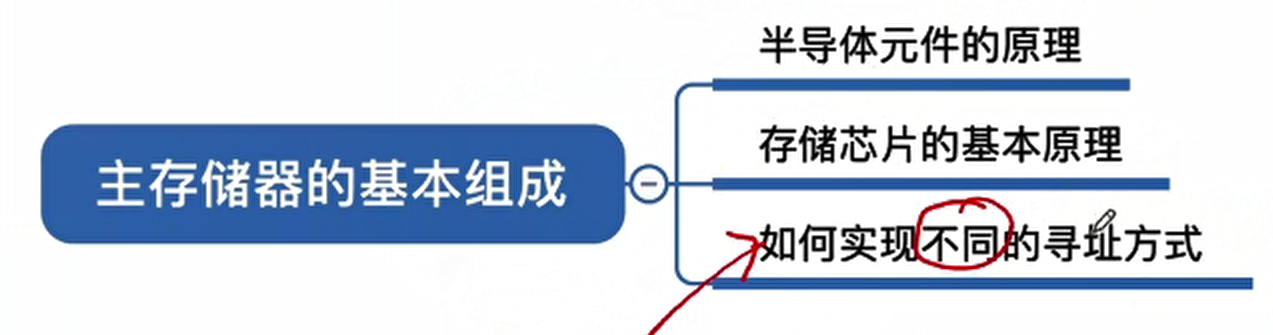 半导体元件的原理
存储芯片的基本原理
主存储器的基本组成
如何实现不同的寻址方式